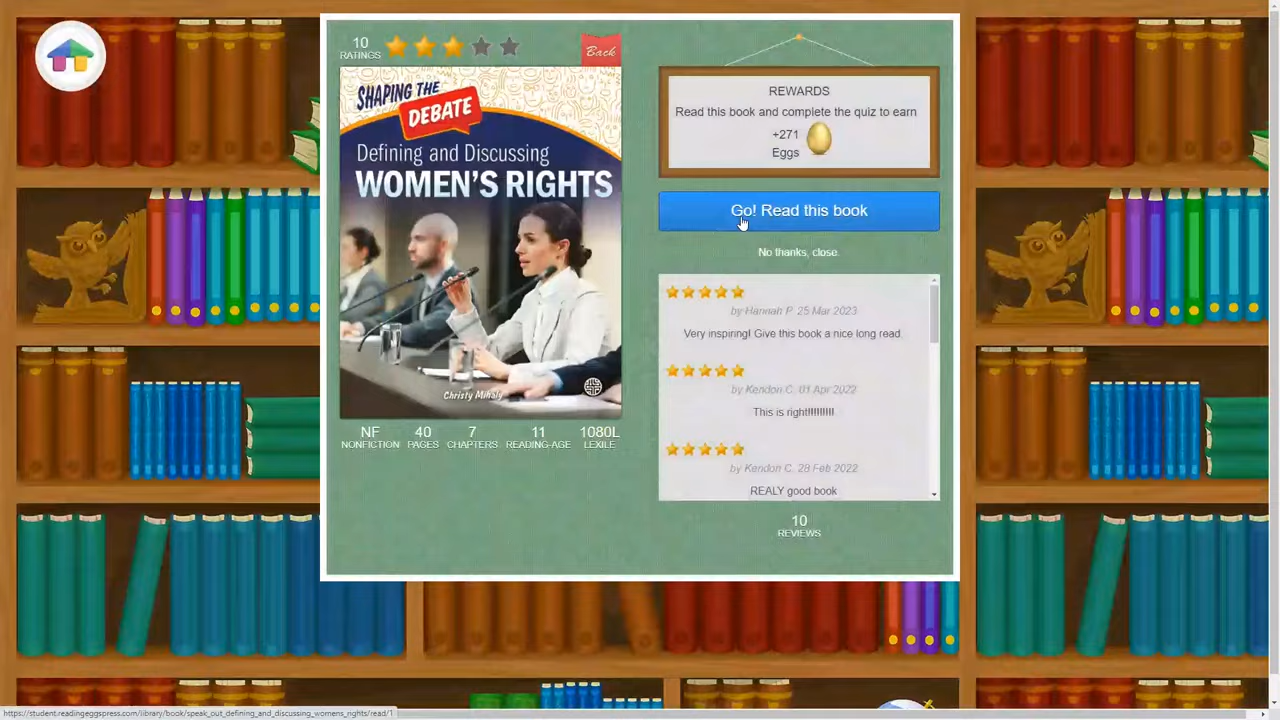 10
RATINGS
Back
SHAPING THE
DEBATE
Defining and Discussing
WOMEN'S RIGHTS
Christy Mihaly
NF
NONFICTION
40
PAGES
7
CHAPTERS
11
READING-AGE
1080L
LEXILE
REWARDS
Read this book and complete the quiz to earn
+271
Eggs
Go! Read this book
No thanks, close.
by Hannah P. 25 Mar 2023
Very inspiring! Give this book a nice long read.
by Kendon C. 01 Apr 2022
This is right!!!!!!!!!!
by Kendon C. 28 Feb 2022
REALY good book
10
REVIEWS
https://student.readingeggspress.com/library/book/speak_out_defining_and_discussing_womens_rights/read/1